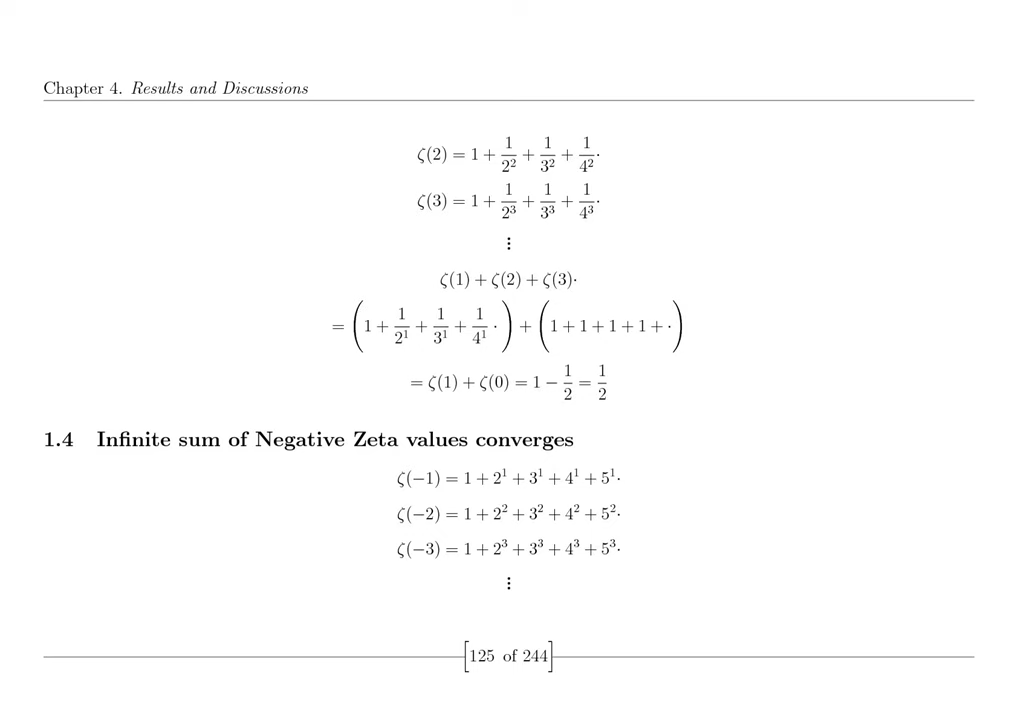 Chapter 4. Results and Discussions
ζ(2) = 1 + 1/2² + 1/3² + 1/4²·
ζ(3) = 1 + 1/2³ + 1/3³ + 1/4³·
⋮
ζ(1) + ζ(2) + ζ(3)·
= (1 + 1/2¹ + 1/3¹ + 1/4¹ ·) + (1 + 1 + 1 + 1 + ·)
= ζ(1) + ζ(0) = 1 − 1/2 = 1/2
1.4 Infinite sum of Negative Zeta values converges
ζ(−1) = 1 + 2¹ + 3¹ + 4¹ + 5¹·
ζ(−2) = 1 + 2² + 3² + 4² + 5²·
ζ(−3) = 1 + 2³ + 3³ + 4³ + 5³·
⋮
[125 of 244]